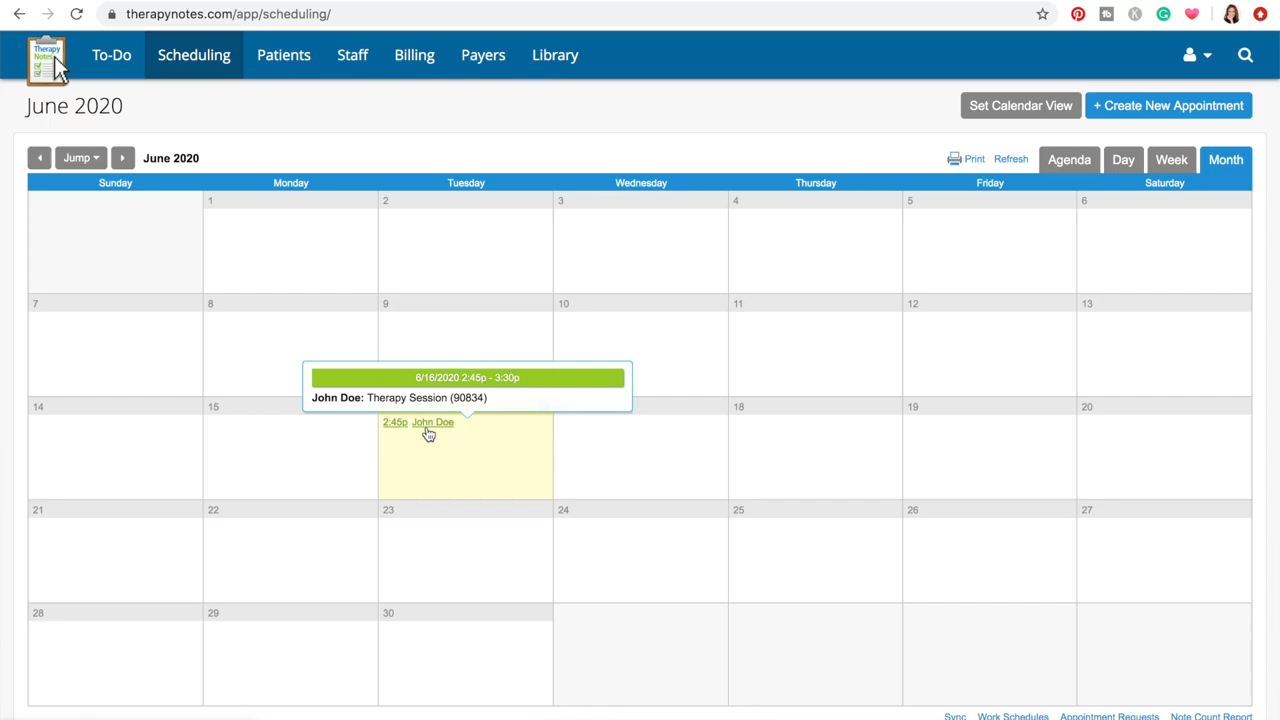 therapynotes.com/app/scheduling/
Therapy
Notes
To-Do Scheduling Patients Staff Billing Payers Library
June 2020
Set Calendar View + Create New Appointment
Jump June 2020 Print Refresh Agenda Day Week Month
Sunday Monday Tuesday Wednesday Thursday Friday Saturday
1 2 3 4 5 6
7 8 9 10 11 12 13
6/16/2020 2:45p - 3:30p
John Doe: Therapy Session (90834)
14 15 18 19 20
2:45p John Doe
21 22 23 24 25 26 27
28 29 30
Sync Work Schedules Appointment Requests Note Count Report